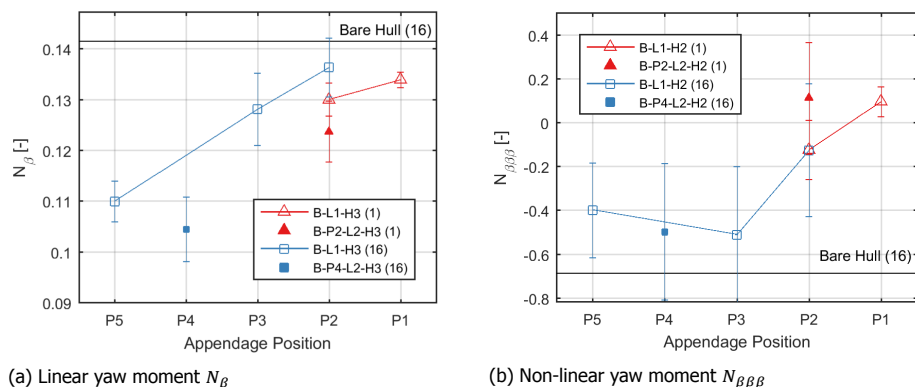 Bare Hull (16)
0.14
0.13
0.12
0.11
0.1
0.09
N_β [-]
B-L1-H3 (1)
B-P2-L2-H3 (1)
B-L1-H3 (16)
B-P4-L2-H3 (16)
P5 P4 P3 P2 P1
Appendage Position
(a) Linear yaw moment N_β
0.4
0.2
0
-0.2
-0.4
-0.6
-0.8
N_βββ [-]
B-L1-H2 (1)
B-P2-L2-H2 (1)
B-L1-H2 (16)
B-P4-L2-H2 (16)
Bare Hull (16)
P5 P4 P3 P2 P1
Appendage Position
(b) Non-linear yaw moment N_βββ